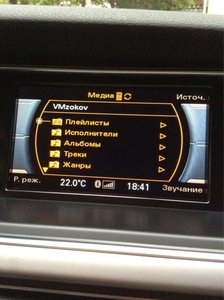 Медиа
Источ.
VMzokov
Плейлисты
Исполнители
Альбомы
Треки
Жанры
Р. реж.
22.0°C
18:41
Звучание